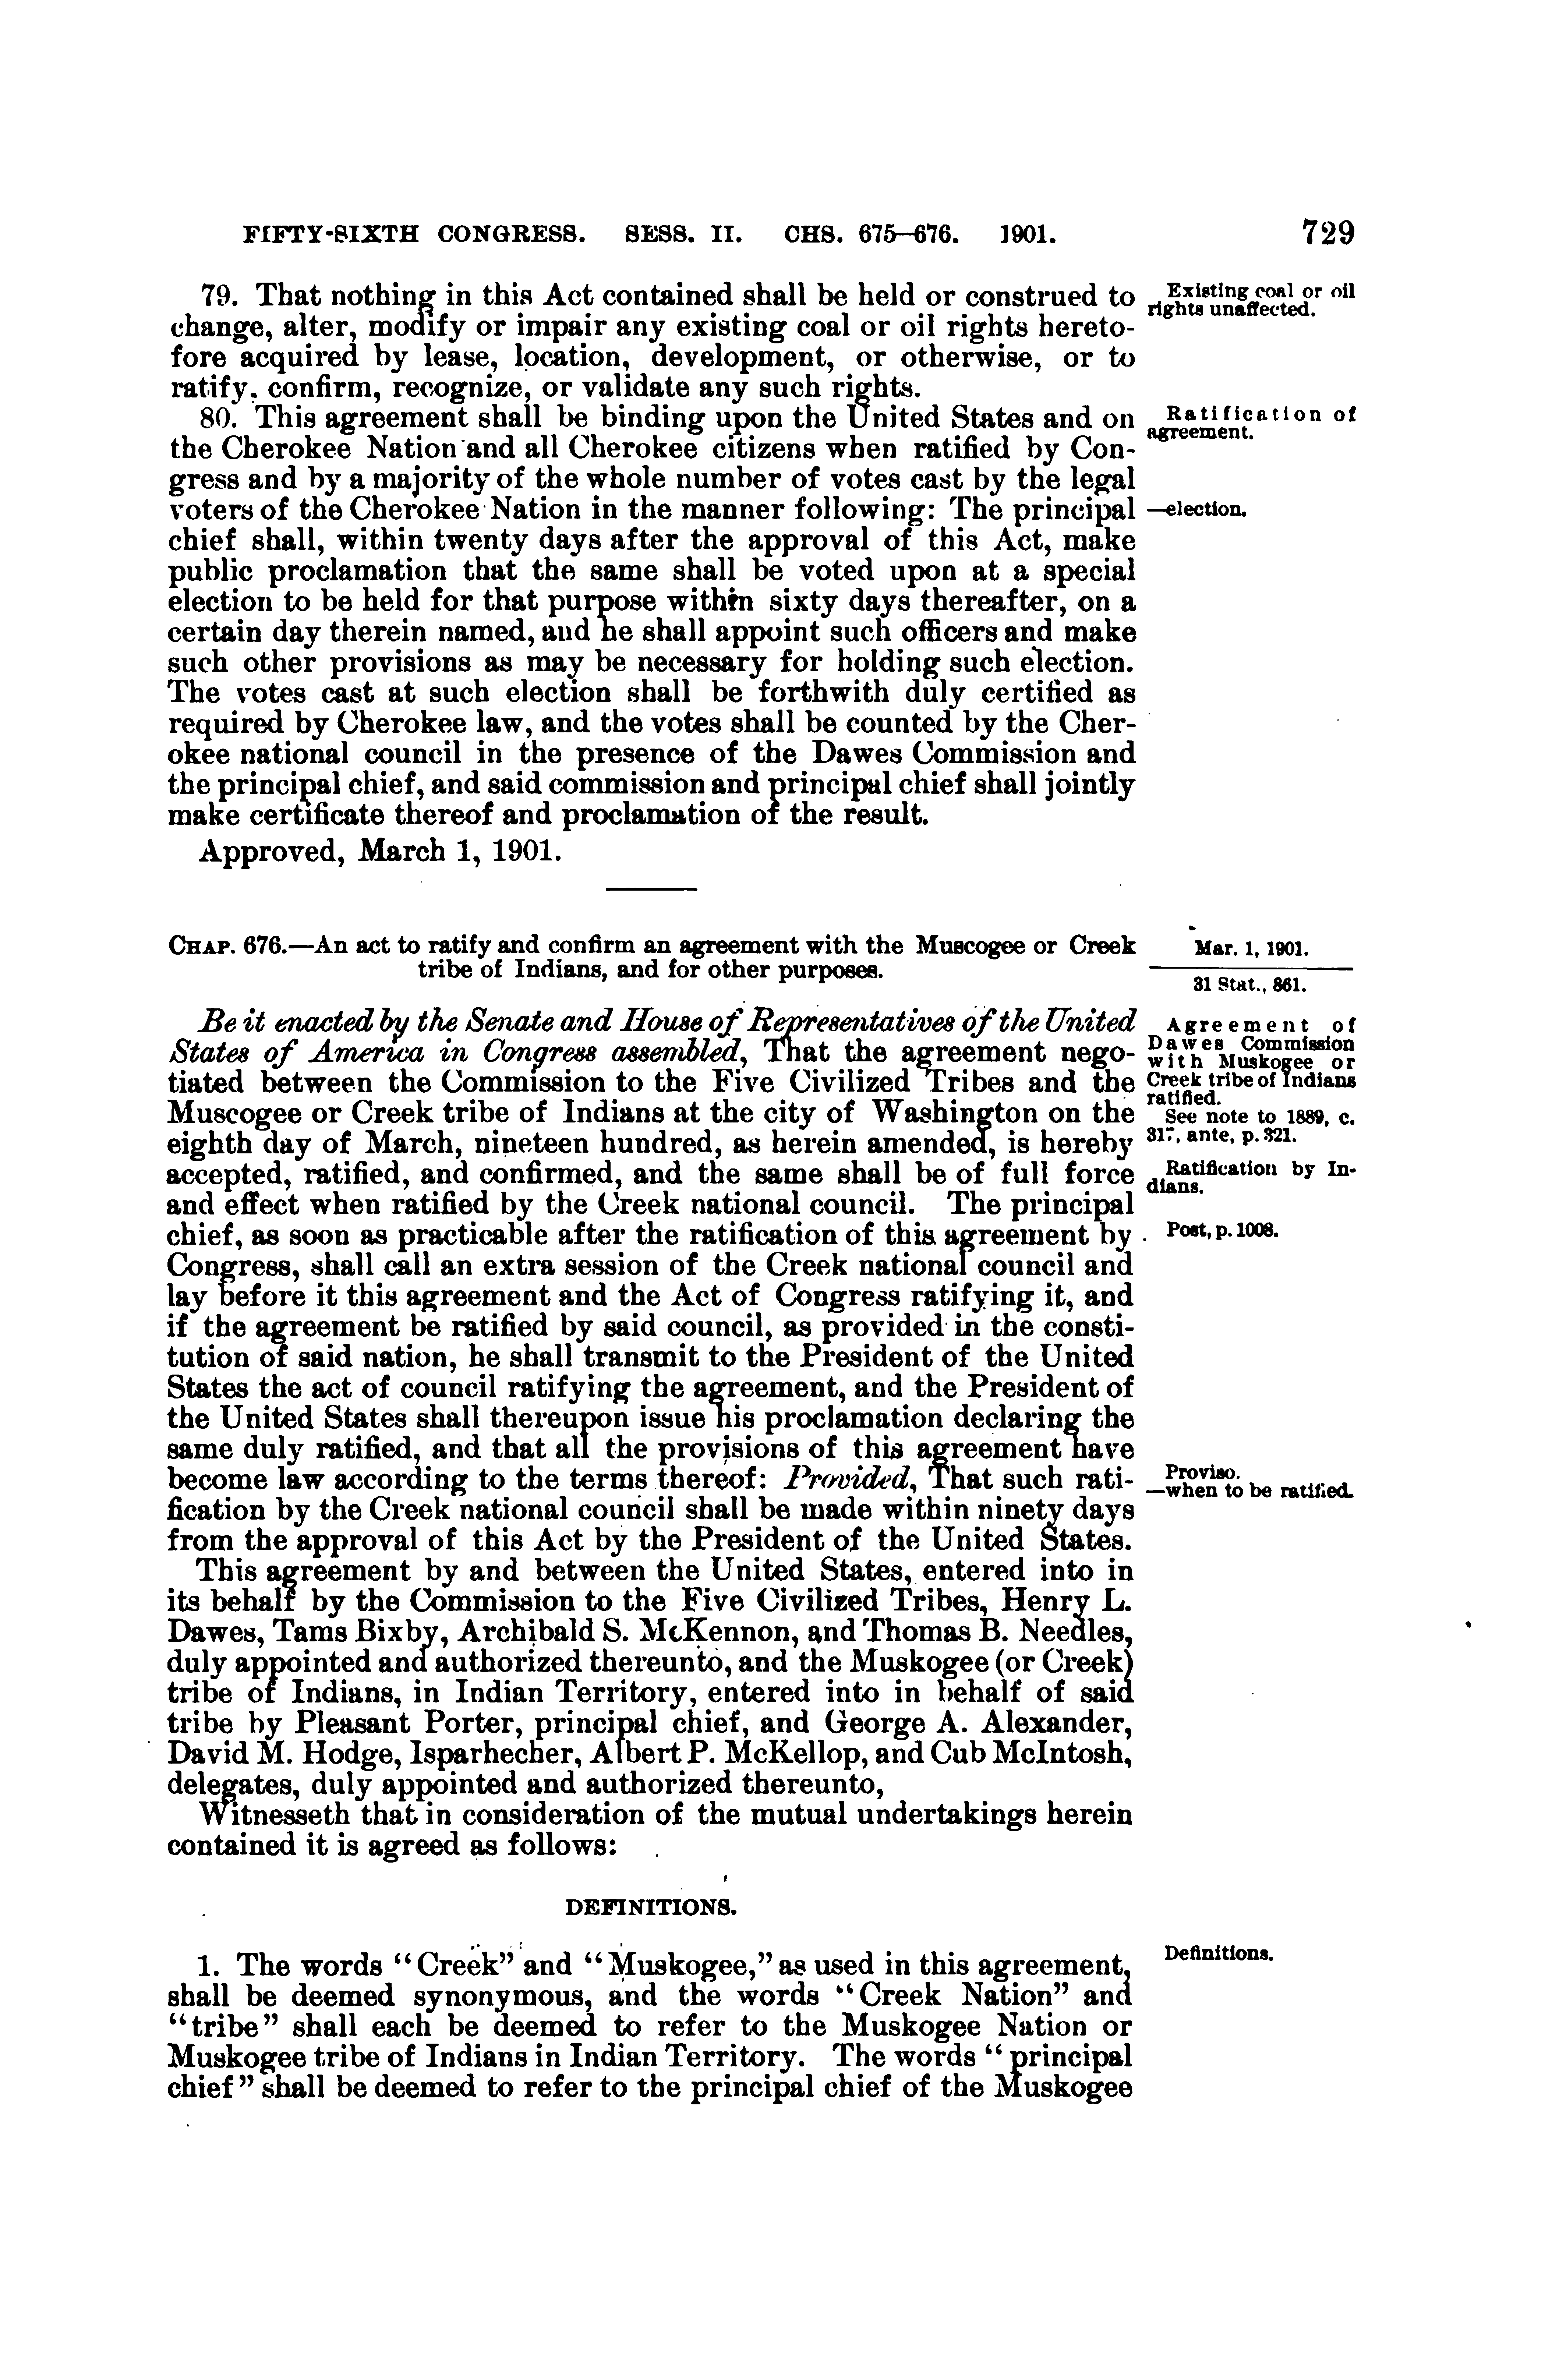 FIFTY-SIXTH CONGRESS. SESS. II. CHS. 675-676. 1901. 729
79. That nothing in this Act contained shall be held or construed to
change, alter, modify or impair any existing coal or oil rights hereto-
fore acquired by lease, location, development, or otherwise, or to
ratify, confirm, recognize, or validate any such rights.
Existing coal or oil
rights unaffected.
80. This agreement shall be binding upon the United States and on
the Cherokee Nation and all Cherokee citizens when ratified by Con-
gress and by a majority of the whole number of votes cast by the legal
voters of the Cherokee Nation in the manner following: The principal
chief shall, within twenty days after the approval of this Act, make
public proclamation that the same shall be voted upon at a special
election to be held for that purpose within sixty days thereafter, on a
certain day therein named, and he shall appoint such officers and make
such other provisions as may be necessary for holding such election.
The votes cast at such election shall be forthwith duly certified as
required by Cherokee law, and the votes shall be counted by the Cher-
okee national council in the presence of the Dawes Commission and
the principal chief, and said commission and principal chief shall jointly
make certificate thereof and proclamation of the result.
Ratification of
agreement.
—election.
Approved, March 1, 1901.
CHAP. 676.—An act to ratify and confirm an agreement with the Muscogee or Creek
tribe of Indians, and for other purposes.
Mar. 1, 1901.
31 Stat., 861.
Be it enacted by the Senate and House of Representatives of the United
States of America in Congress assembled, That the agreement nego-
tiated between the Commission to the Five Civilized Tribes and the
Muscogee or Creek tribe of Indians at the city of Washington on the
eighth day of March, nineteen hundred, as herein amended, is hereby
accepted, ratified, and confirmed, and the same shall be of full force
and effect when ratified by the Creek national council. The principal
chief, as soon as practicable after the ratification of this agreement by
Congress, shall call an extra session of the Creek national council and
lay before it this agreement and the Act of Congress ratifying it, and
if the agreement be ratified by said council, as provided in the consti-
tution of said nation, he shall transmit to the President of the United
States the act of council ratifying the agreement, and the President of
the United States shall thereupon issue his proclamation declaring the
same duly ratified, and that all the provisions of this agreement have
become law according to the terms thereof: Provided, That such rati-
fication by the Creek national council shall be made within ninety days
from the approval of this Act by the President of the United States.
Agreement of
Dawes Commission
with Muskogee or
Creek tribe of Indians
ratified.
See note to 1889, c.
317, ante, p. 321.
Ratification by In-
dians.
Post, p. 1008.
Proviso.
—when to be ratified.
This agreement by and between the United States, entered into in
its behalf by the Commission to the Five Civilized Tribes, Henry L.
Dawes, Tams Bixby, Archibald S. McKennon, and Thomas B. Needles,
duly appointed and authorized thereunto, and the Muskogee (or Creek)
tribe of Indians, in Indian Territory, entered into in behalf of said
tribe by Pleasant Porter, principal chief, and George A. Alexander,
David M. Hodge, Isparhecher, Albert P. McKellop, and Cub McIntosh,
delegates, duly appointed and authorized thereunto,
Witnesseth that in consideration of the mutual undertakings herein
contained it is agreed as follows:
DEFINITIONS.
1. The words "Creek" and "Muskogee," as used in this agreement,
shall be deemed synonymous, and the words "Creek Nation" and
"tribe" shall each be deemed to refer to the Muskogee Nation or
Muskogee tribe of Indians in Indian Territory. The words "principal
chief" shall be deemed to refer to the principal chief of the Muskogee
Definitions.